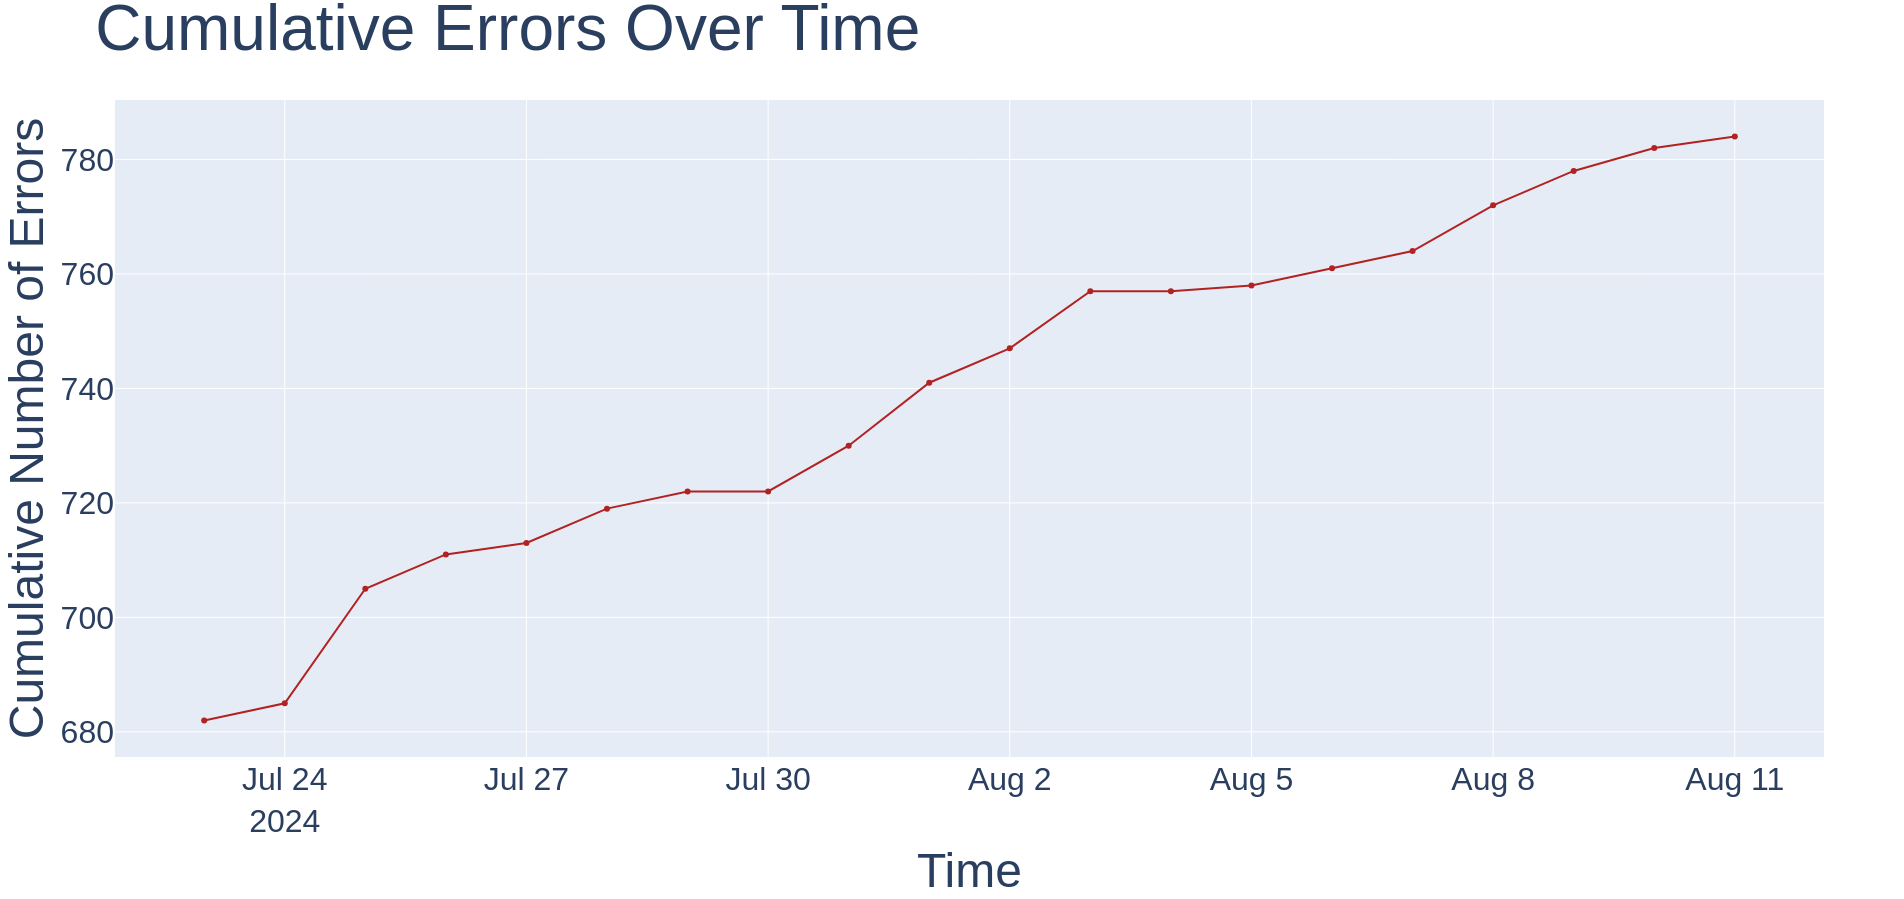 Cumulative Errors Over Time
Cumulative Number of Errors
780
760
740
720
700
680
Jul 24
2024
Jul 27
Jul 30
Aug 2
Aug 5
Aug 8
Aug 11
Time